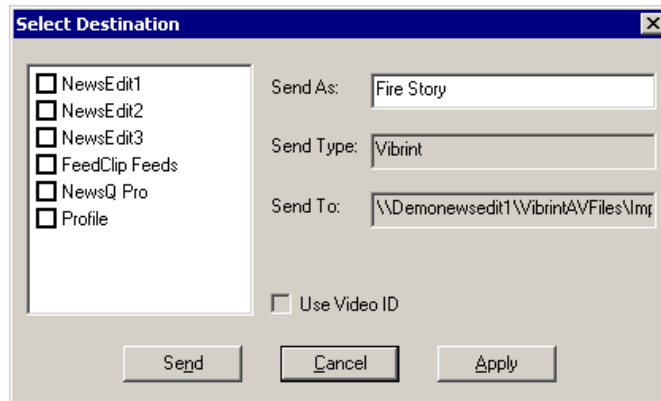 Select Destination
NewsEdit1
NewsEdit2
NewsEdit3
FeedClip Feeds
NewsQ Pro
Profile
Send As: Fire Story
Send Type: Vibrint
Send To: \\Demonewsedit1\VibrintAVFiles\Imp
Use Video ID
Send Cancel Apply